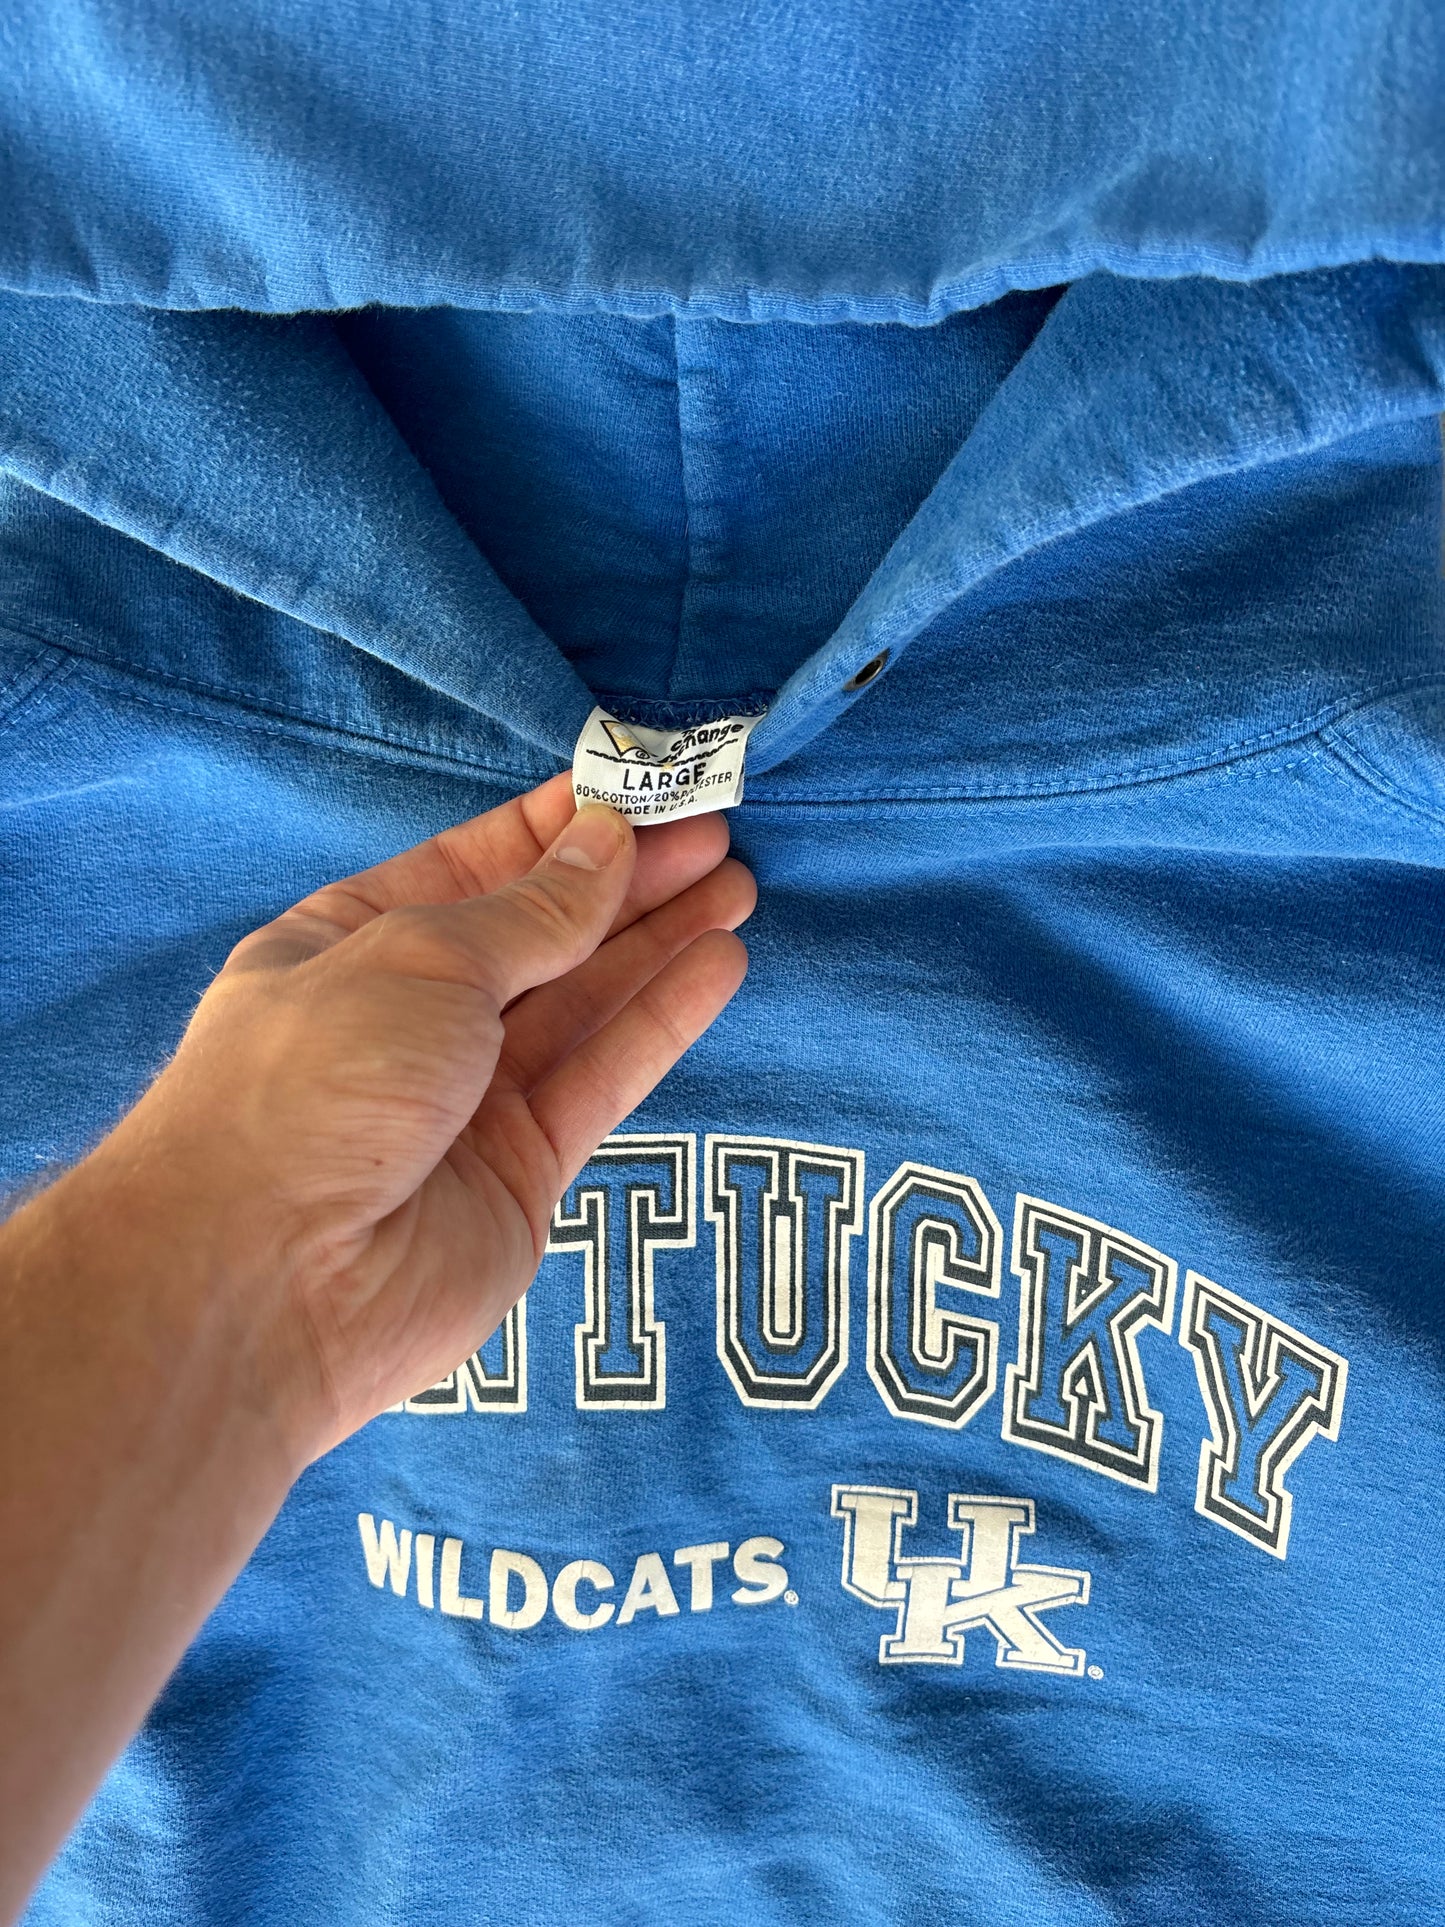 change
LARGE
80%COTTON/20%POLYESTER
MADE IN U.S.A.
NTUCKY
WILDCATS®
UK®